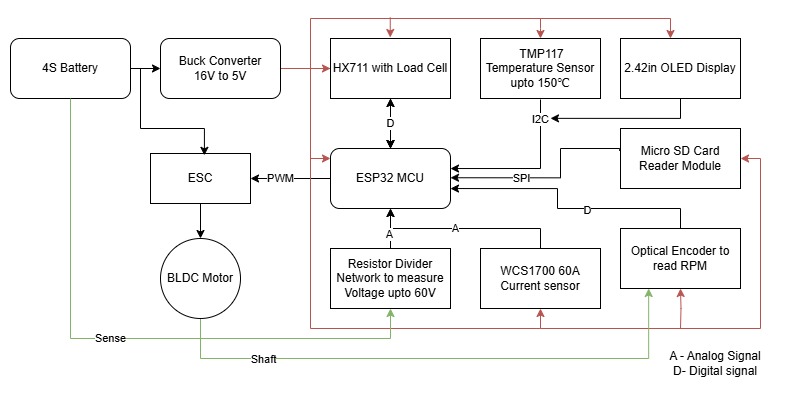 4S Battery
Buck Converter
16V to 5V
HX711 with Load Cell
TMP117
Temperature Sensor
upto 150℃
2.42in OLED Display
D
I2C
Micro SD Card
Reader Module
ESC
PWM
ESP32 MCU
SPI
D
A
A
BLDC Motor
Resistor Divider
Network to measure
Voltage upto 60V
WCS1700 60A
Current sensor
Optical Encoder to
read RPM
Sense
Shaft
A - Analog Signal
D- Digital signal